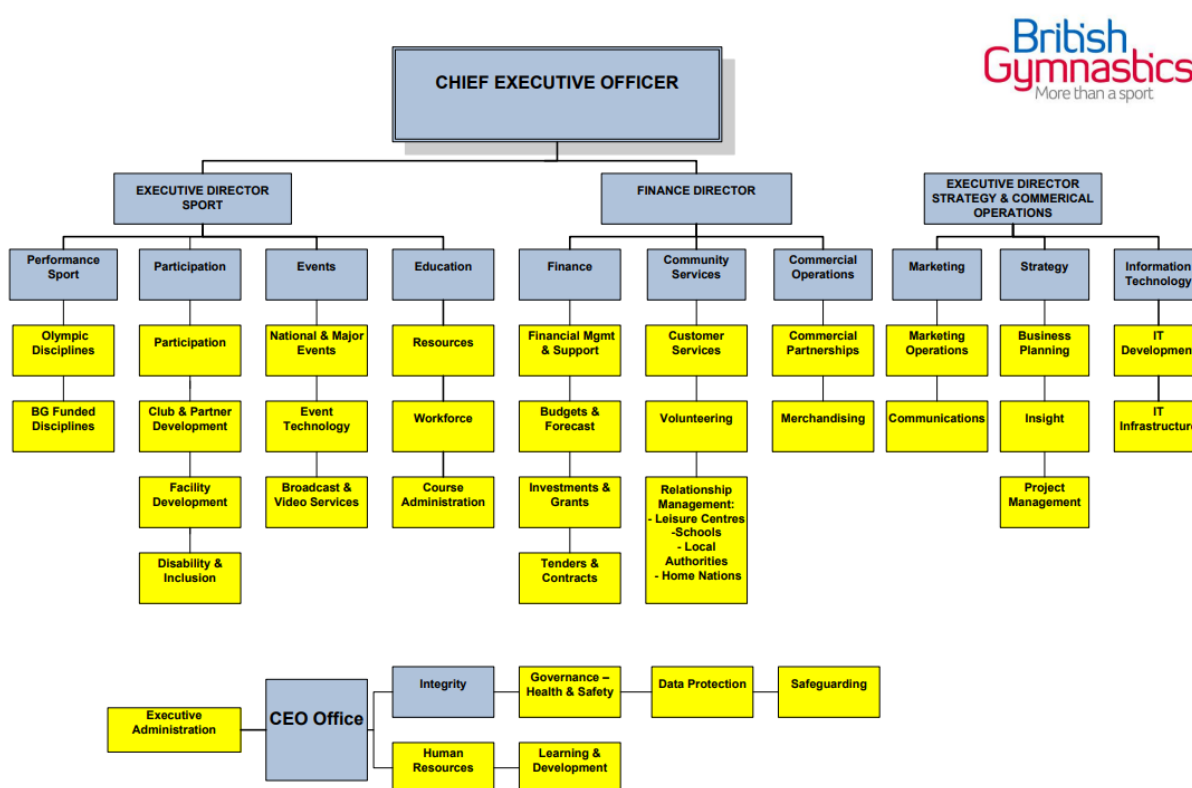 British
Gymnastics
More than a sport
CHIEF EXECUTIVE OFFICER
EXECUTIVE DIRECTOR
SPORT
FINANCE DIRECTOR
EXECUTIVE DIRECTOR
STRATEGY & COMMERICAL
OPERATIONS
Performance
Sport
Participation
Events
Education
Finance
Community
Services
Commercial
Operations
Marketing
Strategy
Information
Technology
Olympic
Disciplines
Participation
National & Major
Events
Resources
Financial Mgmt
& Support
Customer
Services
Commercial
Partnerships
Marketing
Operations
Business
Planning
IT
Development
BG Funded
Disciplines
Club & Partner
Development
Event
Technology
Workforce
Budgets &
Forecast
Volunteering
Merchandising
Communications
Insight
IT
Infrastructure
Facility
Development
Broadcast &
Video Services
Course
Administration
Investments &
Grants
Relationship
Management:
- Leisure Centres
-Schools
- Local
Authorities
- Home Nations
Project
Management
Disability &
Inclusion
Tenders &
Contracts
Executive
Administration
CEO Office
Integrity
Governance –
Health & Safety
Data Protection
Safeguarding
Human
Resources
Learning &
Development